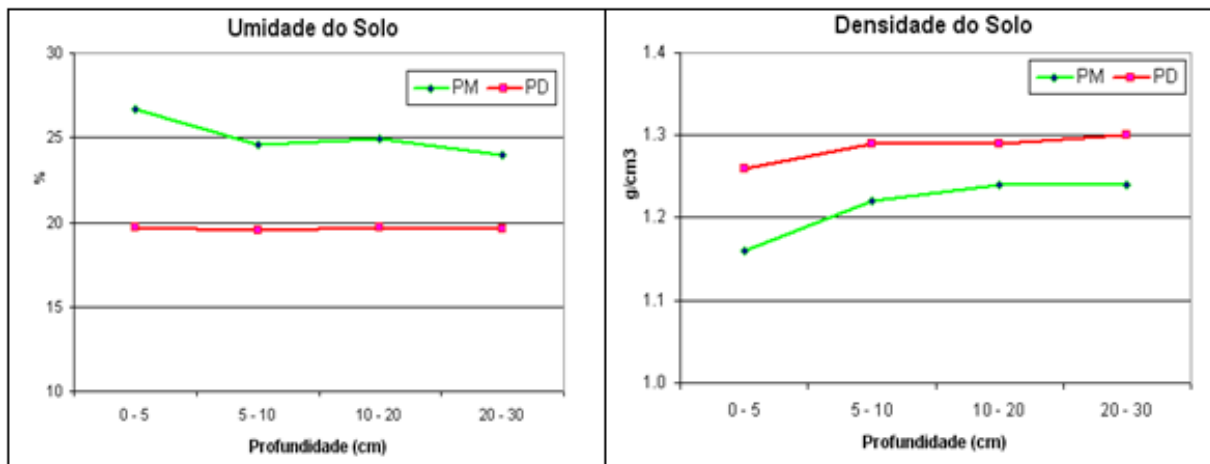 Umidade do Solo
30
25
20
15
10
%
PM
PD
0 - 5
5 - 10
10 - 20
20 - 30
Profundidade (cm)
Densidade do Solo
1.4
1.3
1.2
1.1
1.0
g/cm3
PM
PD
0 - 5
5 - 10
10 - 20
20 - 30
Profundidade (cm)